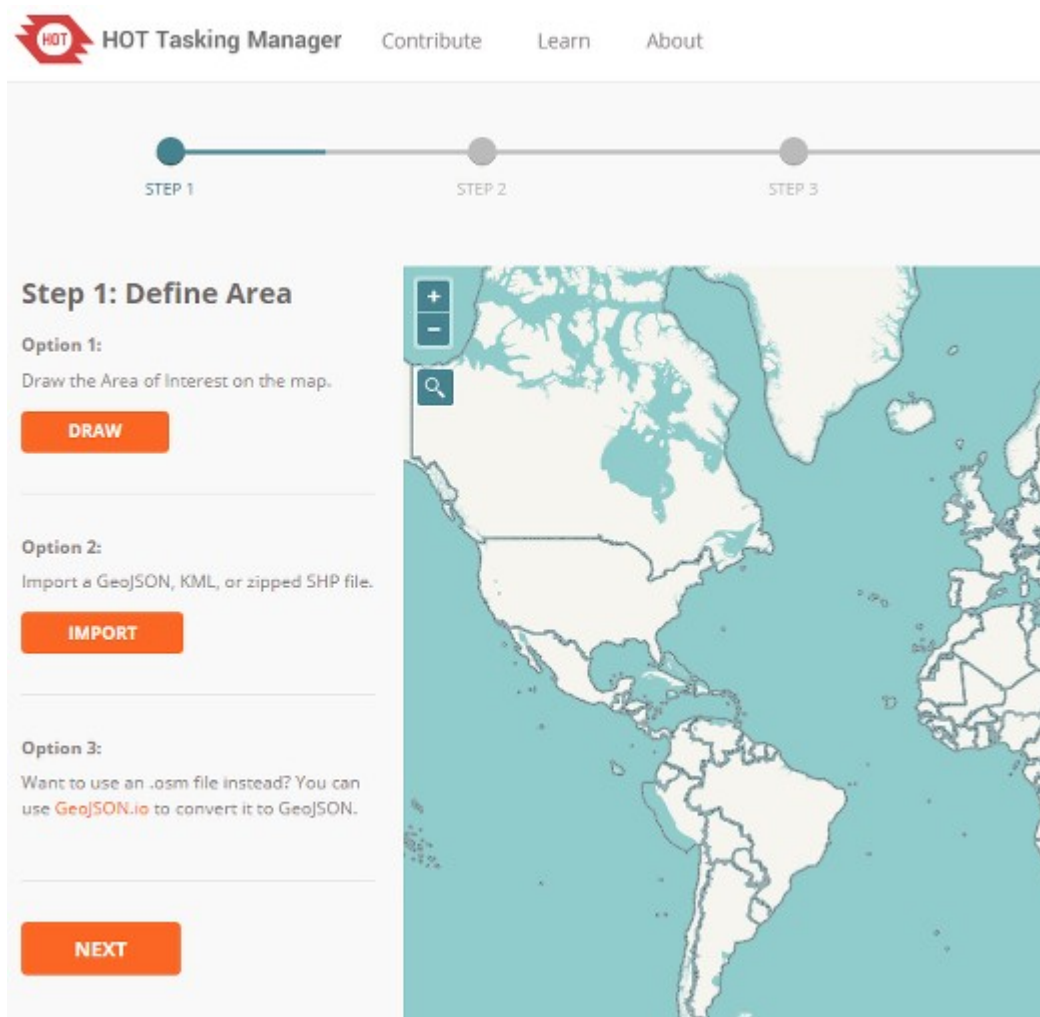 HOT HOT Tasking Manager Contribute Learn About
STEP 1 STEP 2 STEP 3
Step 1: Define Area
Option 1:
Draw the Area of Interest on the map.
DRAW
Option 2:
Import a GeoJSON, KML, or zipped SHP file.
IMPORT
Option 3:
Want to use an .osm file instead? You can
use GeoJSON.io to convert it to GeoJSON.
NEXT
+
−